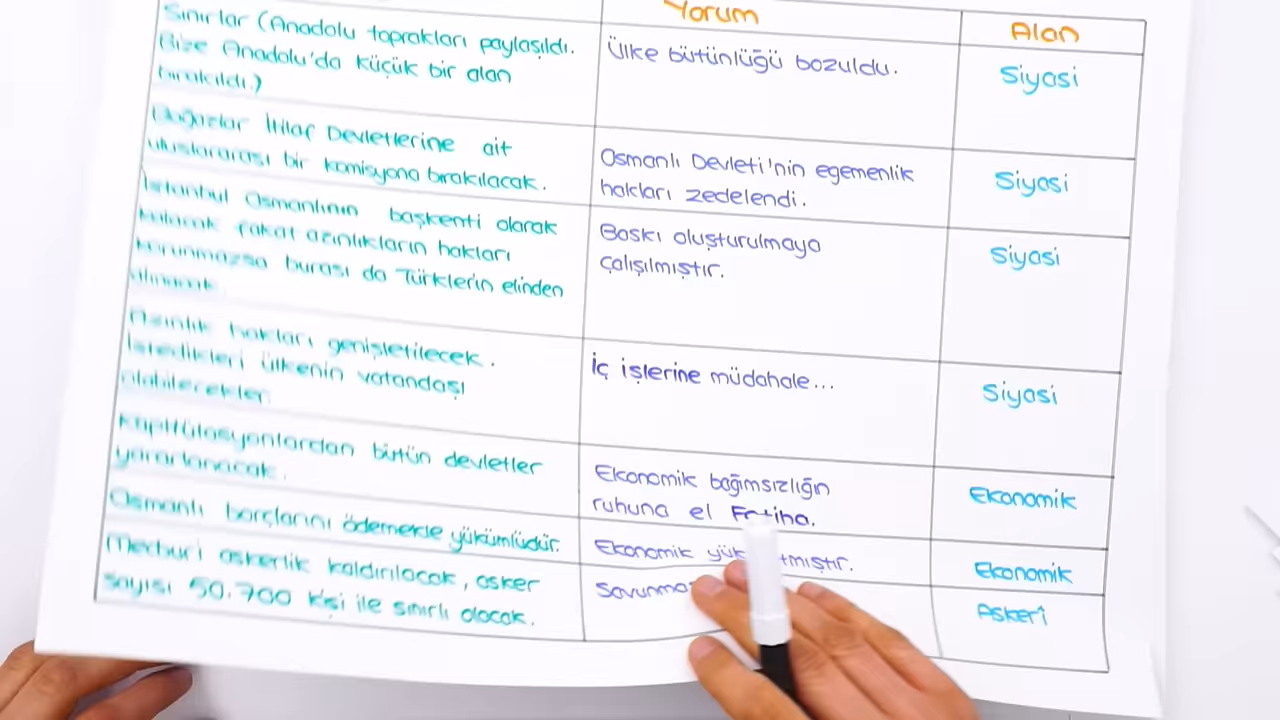 Yorum
Alan
Sınırlar (Anadolu toprakları paylaşıldı.
Bize Anadolu'da küçük bir alan
bırakıldı.)
Ülke bütünlüğü bozuldu.
Siyasi
Boğazlar İtilaf Devletlerine ait
uluslararası bir komisyona bırakılacak.
Osmanlı Devleti'nin egemenlik
hakları zedelendi.
Siyasi
İstanbul Osmanlının başkenti olarak
kalacak fakat azınlıkların hakları
korunmazsa burası da Türklerin elinden
alınacak.
Baskı oluşturulmaya
çalışılmıştır.
Siyasi
Azınlık hakları genişletilecek.
İstedikleri ülkenin vatandaşı
olabilecekler.
İç işlerine müdahale...
Siyasi
Kapitülasyonlardan bütün devletler
yararlanacak.
Ekonomik bağımsızlığın
ruhuna el Fatiha.
Ekonomik
Osmanlı borçlarını ödemekle yükümlüdür.
Ekonomik
Ekonomik
Mecburi askerlik kaldırılacak, asker
sayısı 50.700 kişi ile sınırlı olacak.
Askerî